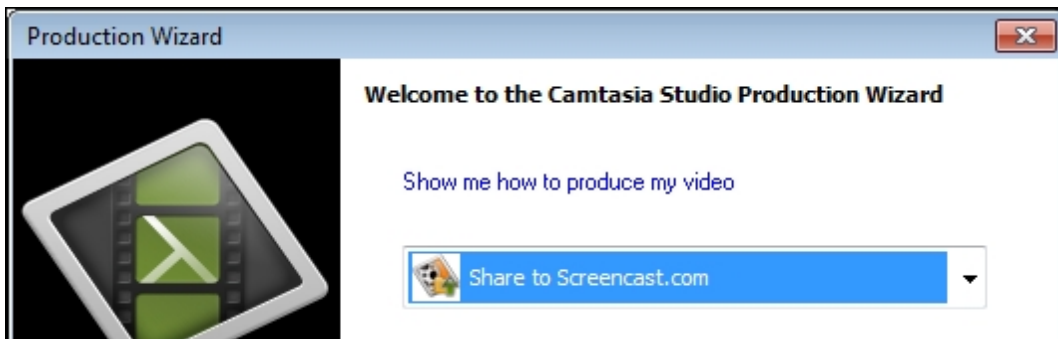 Production Wizard
Welcome to the Camtasia Studio Production Wizard
Show me how to produce my video
Share to Screencast.com